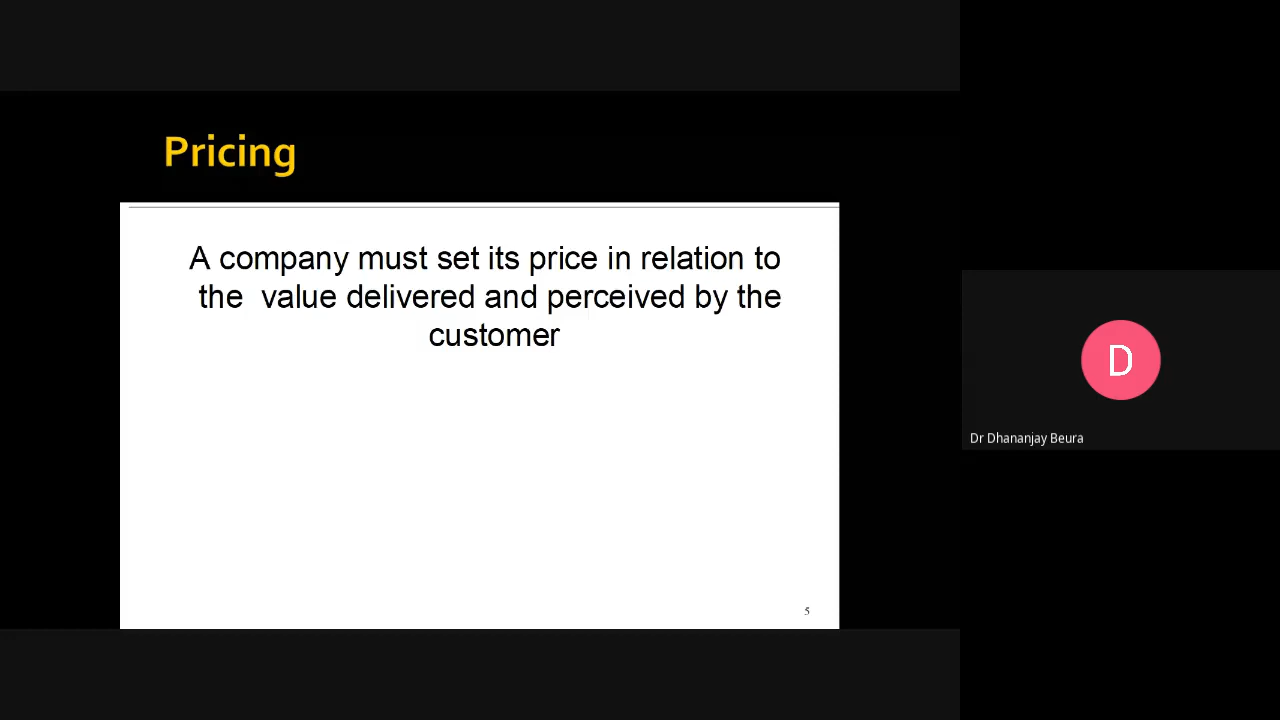 Pricing
A company must set its price in relation to
the value delivered and perceived by the
customer
5
D
Dr Dhananjay Beura